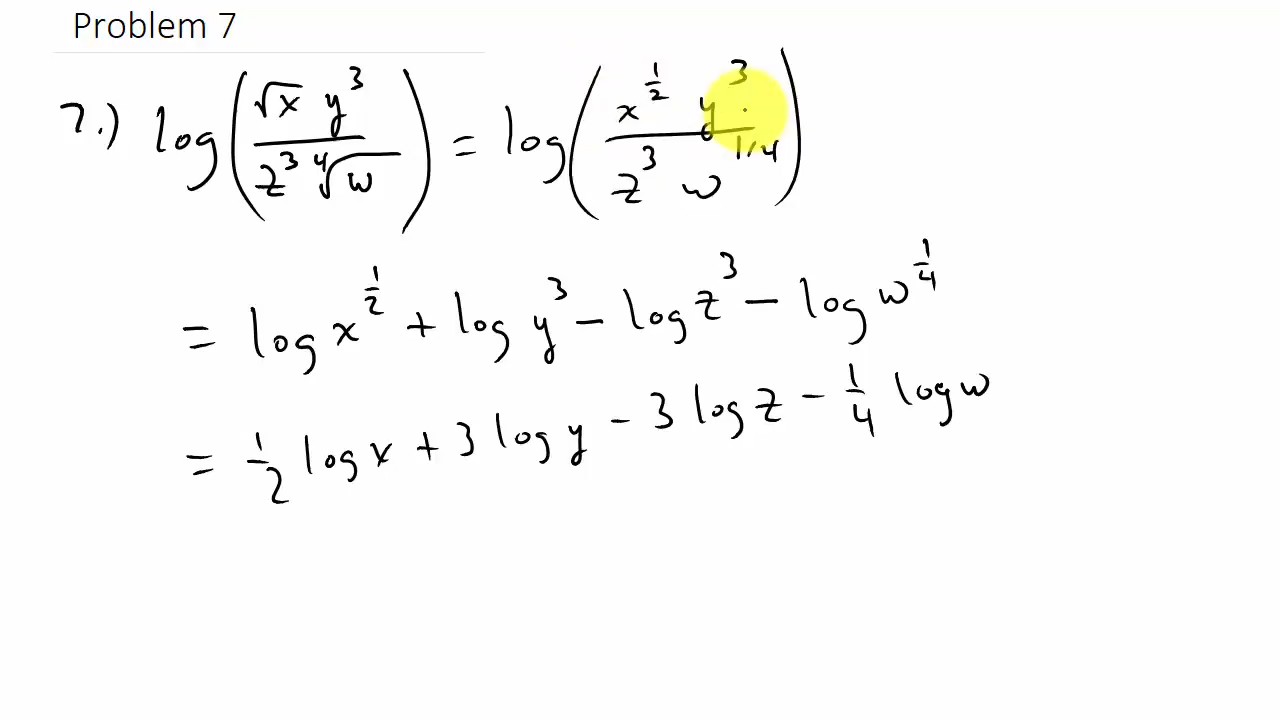 Problem 7
7.) log(√x y³ / z³ ∜w) = log(x^(1/2) y³ / z³ w^(1/4))
= log x^(1/2) + log y³ − log z³ − log w^(1/4)
= 1/2 log x + 3 log y − 3 log z − 1/4 log w